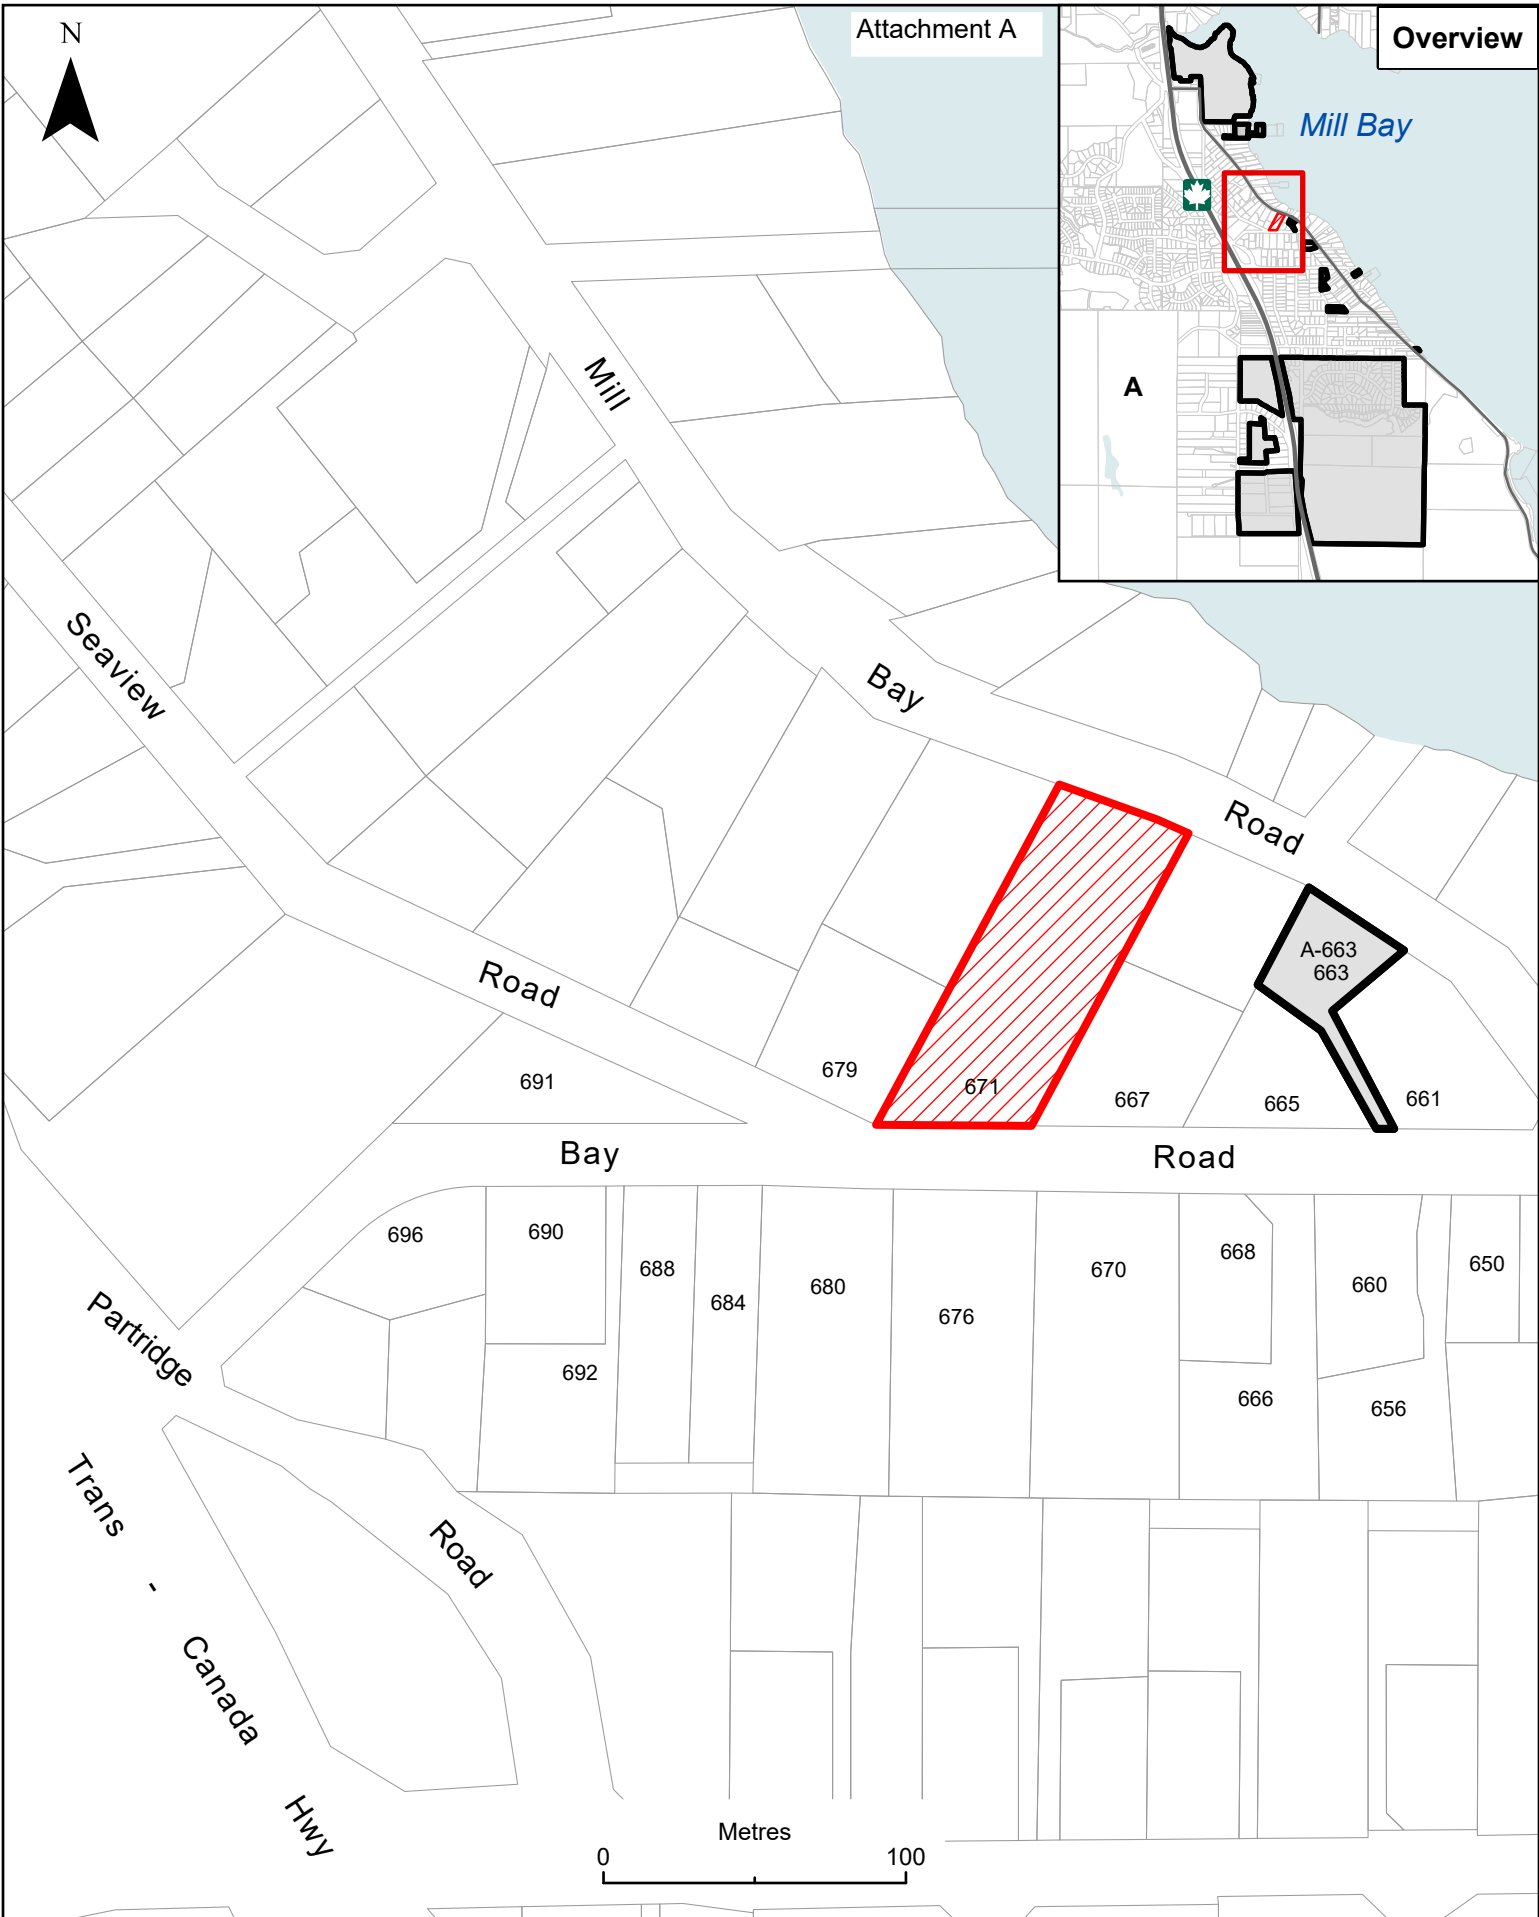 N
Attachment A
Overview
Mill Bay
A
Mill
Bay
Road
Seaview
Road
A-663
663
679
671
691
667
665
661
Bay
Road
696
690
688
684
680
676
670
668
660
650
692
666
656
Partridge
Road
Trans
-
Canada
Hwy
Metres
0
100